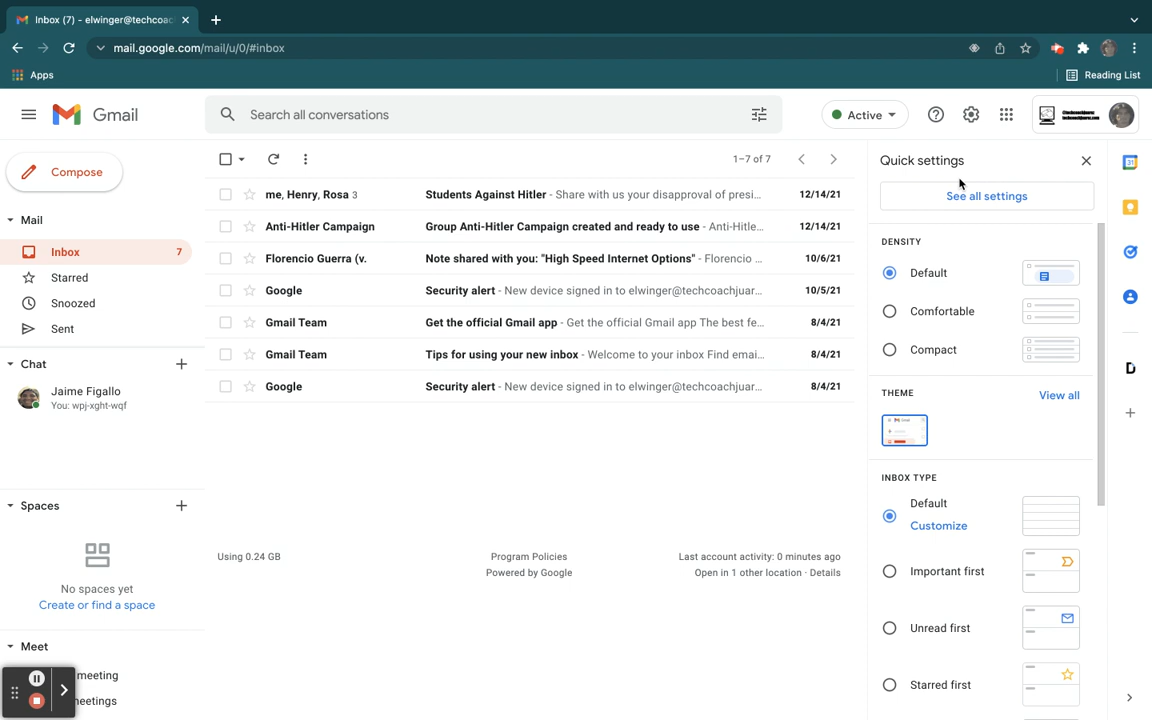 Inbox (7) - elwinger@techcoac
mail.google.com/mail/u/0/#inbox
Apps
Reading List
Gmail
Search all conversations
Active
1–7 of 7
Compose
Mail
Inbox 7
Starred
Snoozed
Sent
Chat
Jaime Figallo
You: wpj-xght-wqf
Spaces
No spaces yet
Create or find a space
Meet
meeting
meetings
me, Henry, Rosa 3 Students Against Hitler - Share with us your disapproval of presi... 12/14/21
Anti-Hitler Campaign Group Anti-Hitler Campaign created and ready to use - Anti-Hitle... 12/14/21
Florencio Guerra (v. Note shared with you: "High Speed Internet Options" - Florencio ... 10/6/21
Google Security alert - New device signed in to elwinger@techcoachjuar... 10/5/21
Gmail Team Get the official Gmail app - Get the official Gmail app The best fe... 8/4/21
Gmail Team Tips for using your new inbox - Welcome to your inbox Find emai... 8/4/21
Google Security alert - New device signed in to elwinger@techcoachjuar... 8/4/21
Using 0.24 GB
Program Policies
Powered by Google
Last account activity: 0 minutes ago
Open in 1 other location · Details
Quick settings
See all settings
DENSITY
Default
Comfortable
Compact
THEME
View all
INBOX TYPE
Default
Customize
Important first
Unread first
Starred first